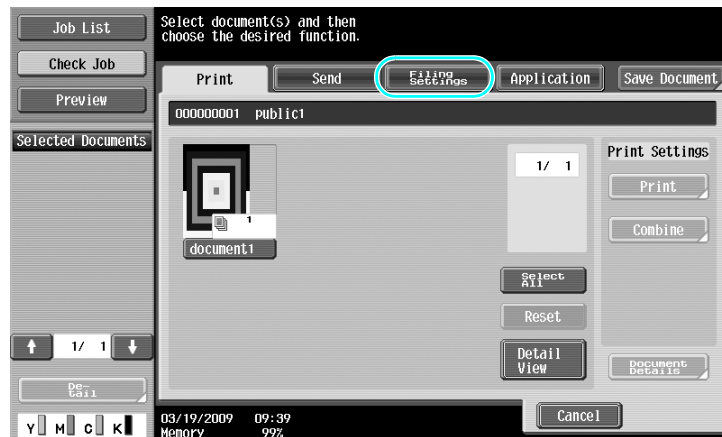 Job List
Check Job
Preview
Selected Documents
1/ 1
De-
tail
Y M C K
Select document(s) and then
choose the desired function.
Print
Send
Filing
Settings
Application
Save Document
000000001 public1
1
document1
1/ 1
Select
All
Reset
Detail
View
Print Settings
Print
Combine
Document
Details
03/19/2009 09:39
Memory 99%
Cancel